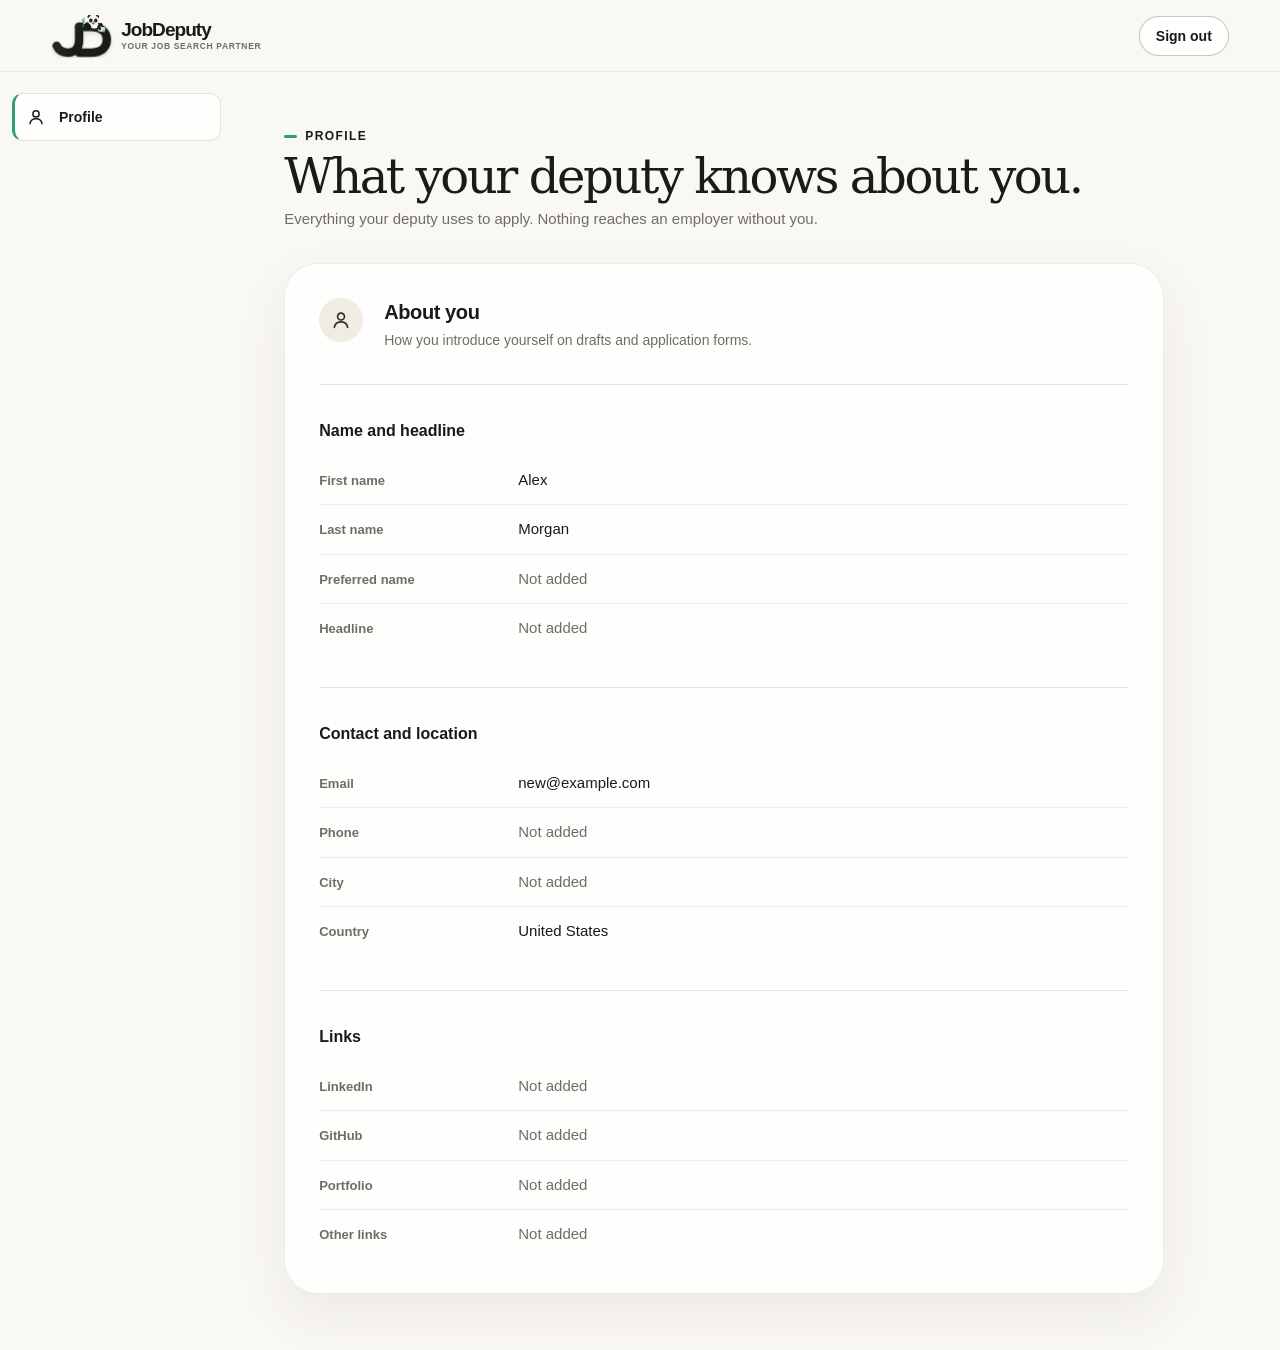 JobDeputy
YOUR JOB SEARCH PARTNER
Sign out
Profile
PROFILE
What your deputy knows about you.
Everything your deputy uses to apply. Nothing reaches an employer without you.
About you
How you introduce yourself on drafts and application forms.
Name and headline
First name Alex
Last name Morgan
Preferred name Not added
Headline Not added
Contact and location
Email new@example.com
Phone Not added
City Not added
Country United States
Links
LinkedIn Not added
GitHub Not added
Portfolio Not added
Other links Not added